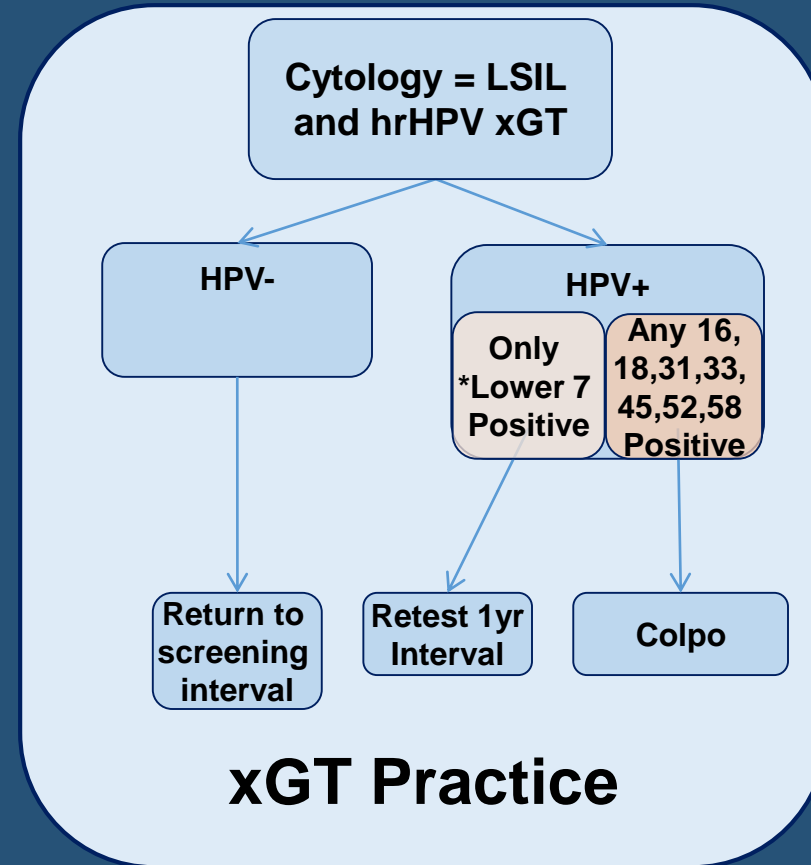 Cytology = LSIL
and hrHPV xGT
HPV-
HPV+
Only
*Lower 7
Positive
Any 16,
18,31,33,
45,52,58
Positive
Return to
screening
interval
Retest 1yr
Interval
Colpo
xGT Practice